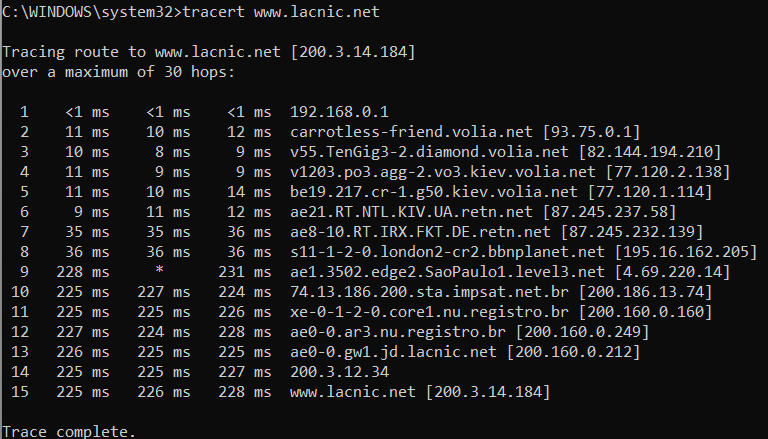 C:\WINDOWS\system32>tracert www.lacnic.net
Tracing route to www.lacnic.net [200.3.14.184]
over a maximum of 30 hops:
1 <1 ms <1 ms <1 ms 192.168.0.1
2 11 ms 10 ms 12 ms carrotless-friend.volia.net [93.75.0.1]
3 10 ms 8 ms 9 ms v55.TenGig3-2.diamond.volia.net [82.144.194.210]
4 11 ms 9 ms 9 ms v1203.po3.agg-2.vo3.kiev.volia.net [77.120.2.138]
5 11 ms 10 ms 14 ms be19.217.cr-1.g50.kiev.volia.net [77.120.1.114]
6 9 ms 11 ms 12 ms ae21.RT.NTL.KIV.UA.retn.net [87.245.237.58]
7 35 ms 35 ms 36 ms ae8-10.RT.IRX.FKT.DE.retn.net [87.245.232.139]
8 36 ms 36 ms 36 ms s11-1-2-0.london2-cr2.bbnplanet.net [195.16.162.205]
9 228 ms * 231 ms ae1.3502.edge2.SaoPaulo1.level3.net [4.69.220.14]
10 225 ms 227 ms 224 ms 74.13.186.200.sta.impsat.net.br [200.186.13.74]
11 225 ms 225 ms 226 ms xe-0-1-2-0.core1.nu.registro.br [200.160.0.160]
12 227 ms 224 ms 228 ms ae0-0.ar3.nu.registro.br [200.160.0.249]
13 226 ms 225 ms 225 ms ae0-0.gw1.jd.lacnic.net [200.160.0.212]
14 225 ms 225 ms 227 ms 200.3.12.34
15 225 ms 226 ms 228 ms www.lacnic.net [200.3.14.184]
Trace complete.